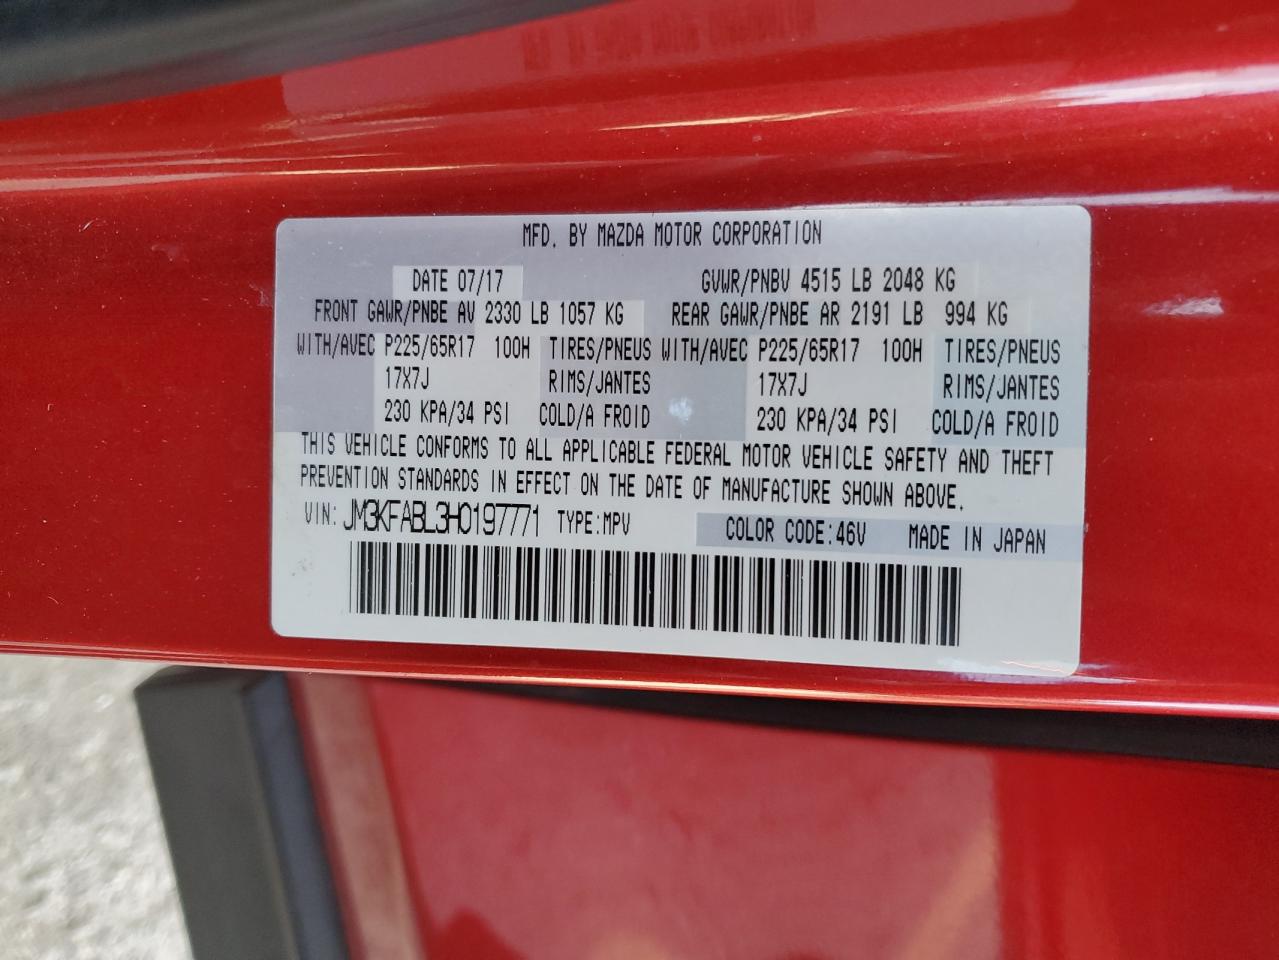 MFD. BY MAZDA MOTOR CORPORATION
DATE 07/17 GVWR/PNBV 4515 LB 2048 KG
FRONT GAWR/PNBE AV 2330 LB 1057 KG REAR GAWR/PNBE AR 2191 LB 994 KG
WITH/AVEC P225/65R17 100H TIRES/PNEUS WITH/AVEC P225/65R17 100H TIRES/PNEUS
17X7J RIMS/JANTES 17X7J RIMS/JANTES
230 KPA/34 PSI COLD/A FROID 230 KPA/34 PSI COLD/A FROID
THIS VEHICLE CONFORMS TO ALL APPLICABLE FEDERAL MOTOR VEHICLE SAFETY AND THEFT
PREVENTION STANDARDS IN EFFECT ON THE DATE OF MANUFACTURE SHOWN ABOVE.
VIN: JM3KFABL3H0197771 TYPE:MPV COLOR CODE:46V MADE IN JAPAN